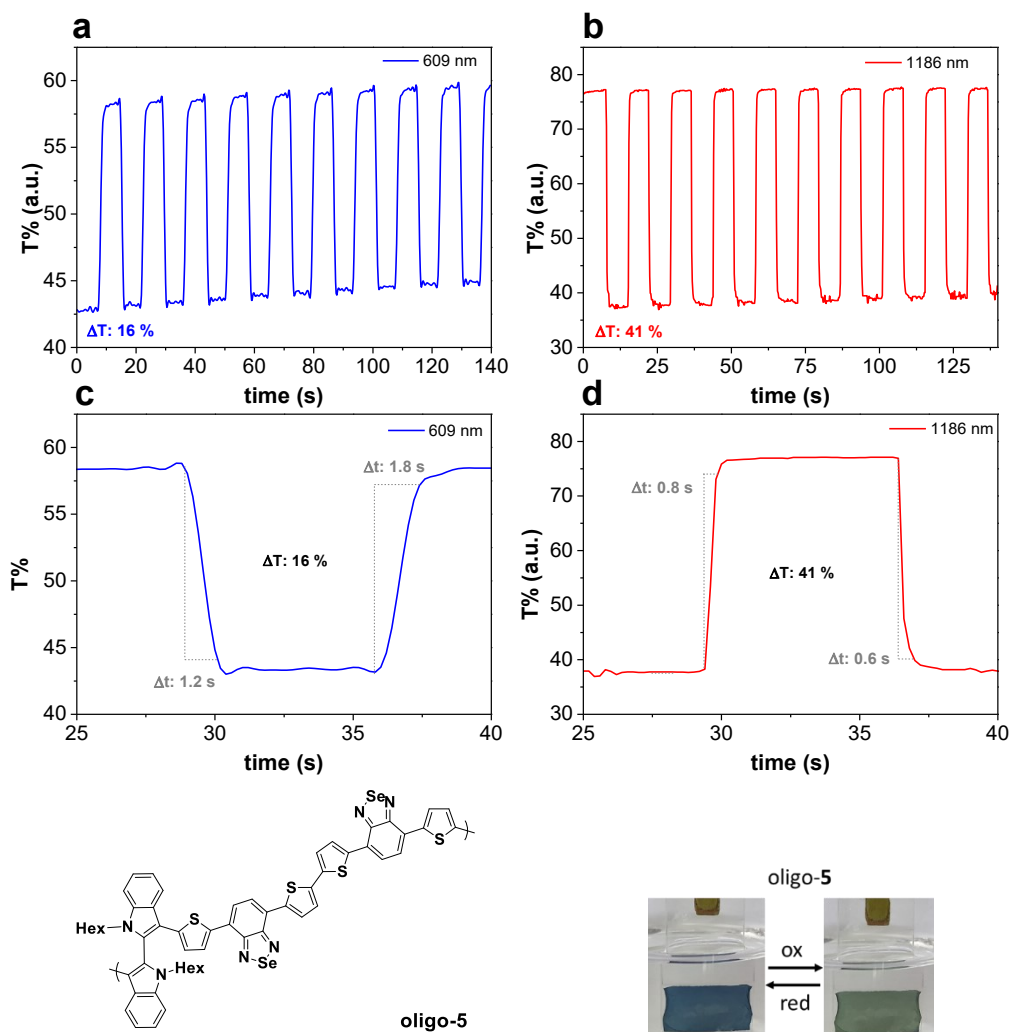 a
609 nm
60
55
50
45
40
T% (a.u.)
ΔT: 16 %
0 20 40 60 80 100 120 140
time (s)
b
1186 nm
80
70
60
50
40
30
T% (a.u.)
ΔT: 41 %
0 25 50 75 100 125
time (s)
c
609 nm
60
55
50
45
40
T%
Δt: 1.8 s
ΔT: 16 %
Δt: 1.2 s
25 30 35 40
time (s)
d
1186 nm
80
70
60
50
40
30
T% (a.u.)
Δt: 0.8 s
ΔT: 41 %
Δt: 0.6 s
25 30 35 40
time (s)
Se
N N
S
S
S
S
Hex N
N N
Se
N Hex
oligo-5
oligo-5
ox
red